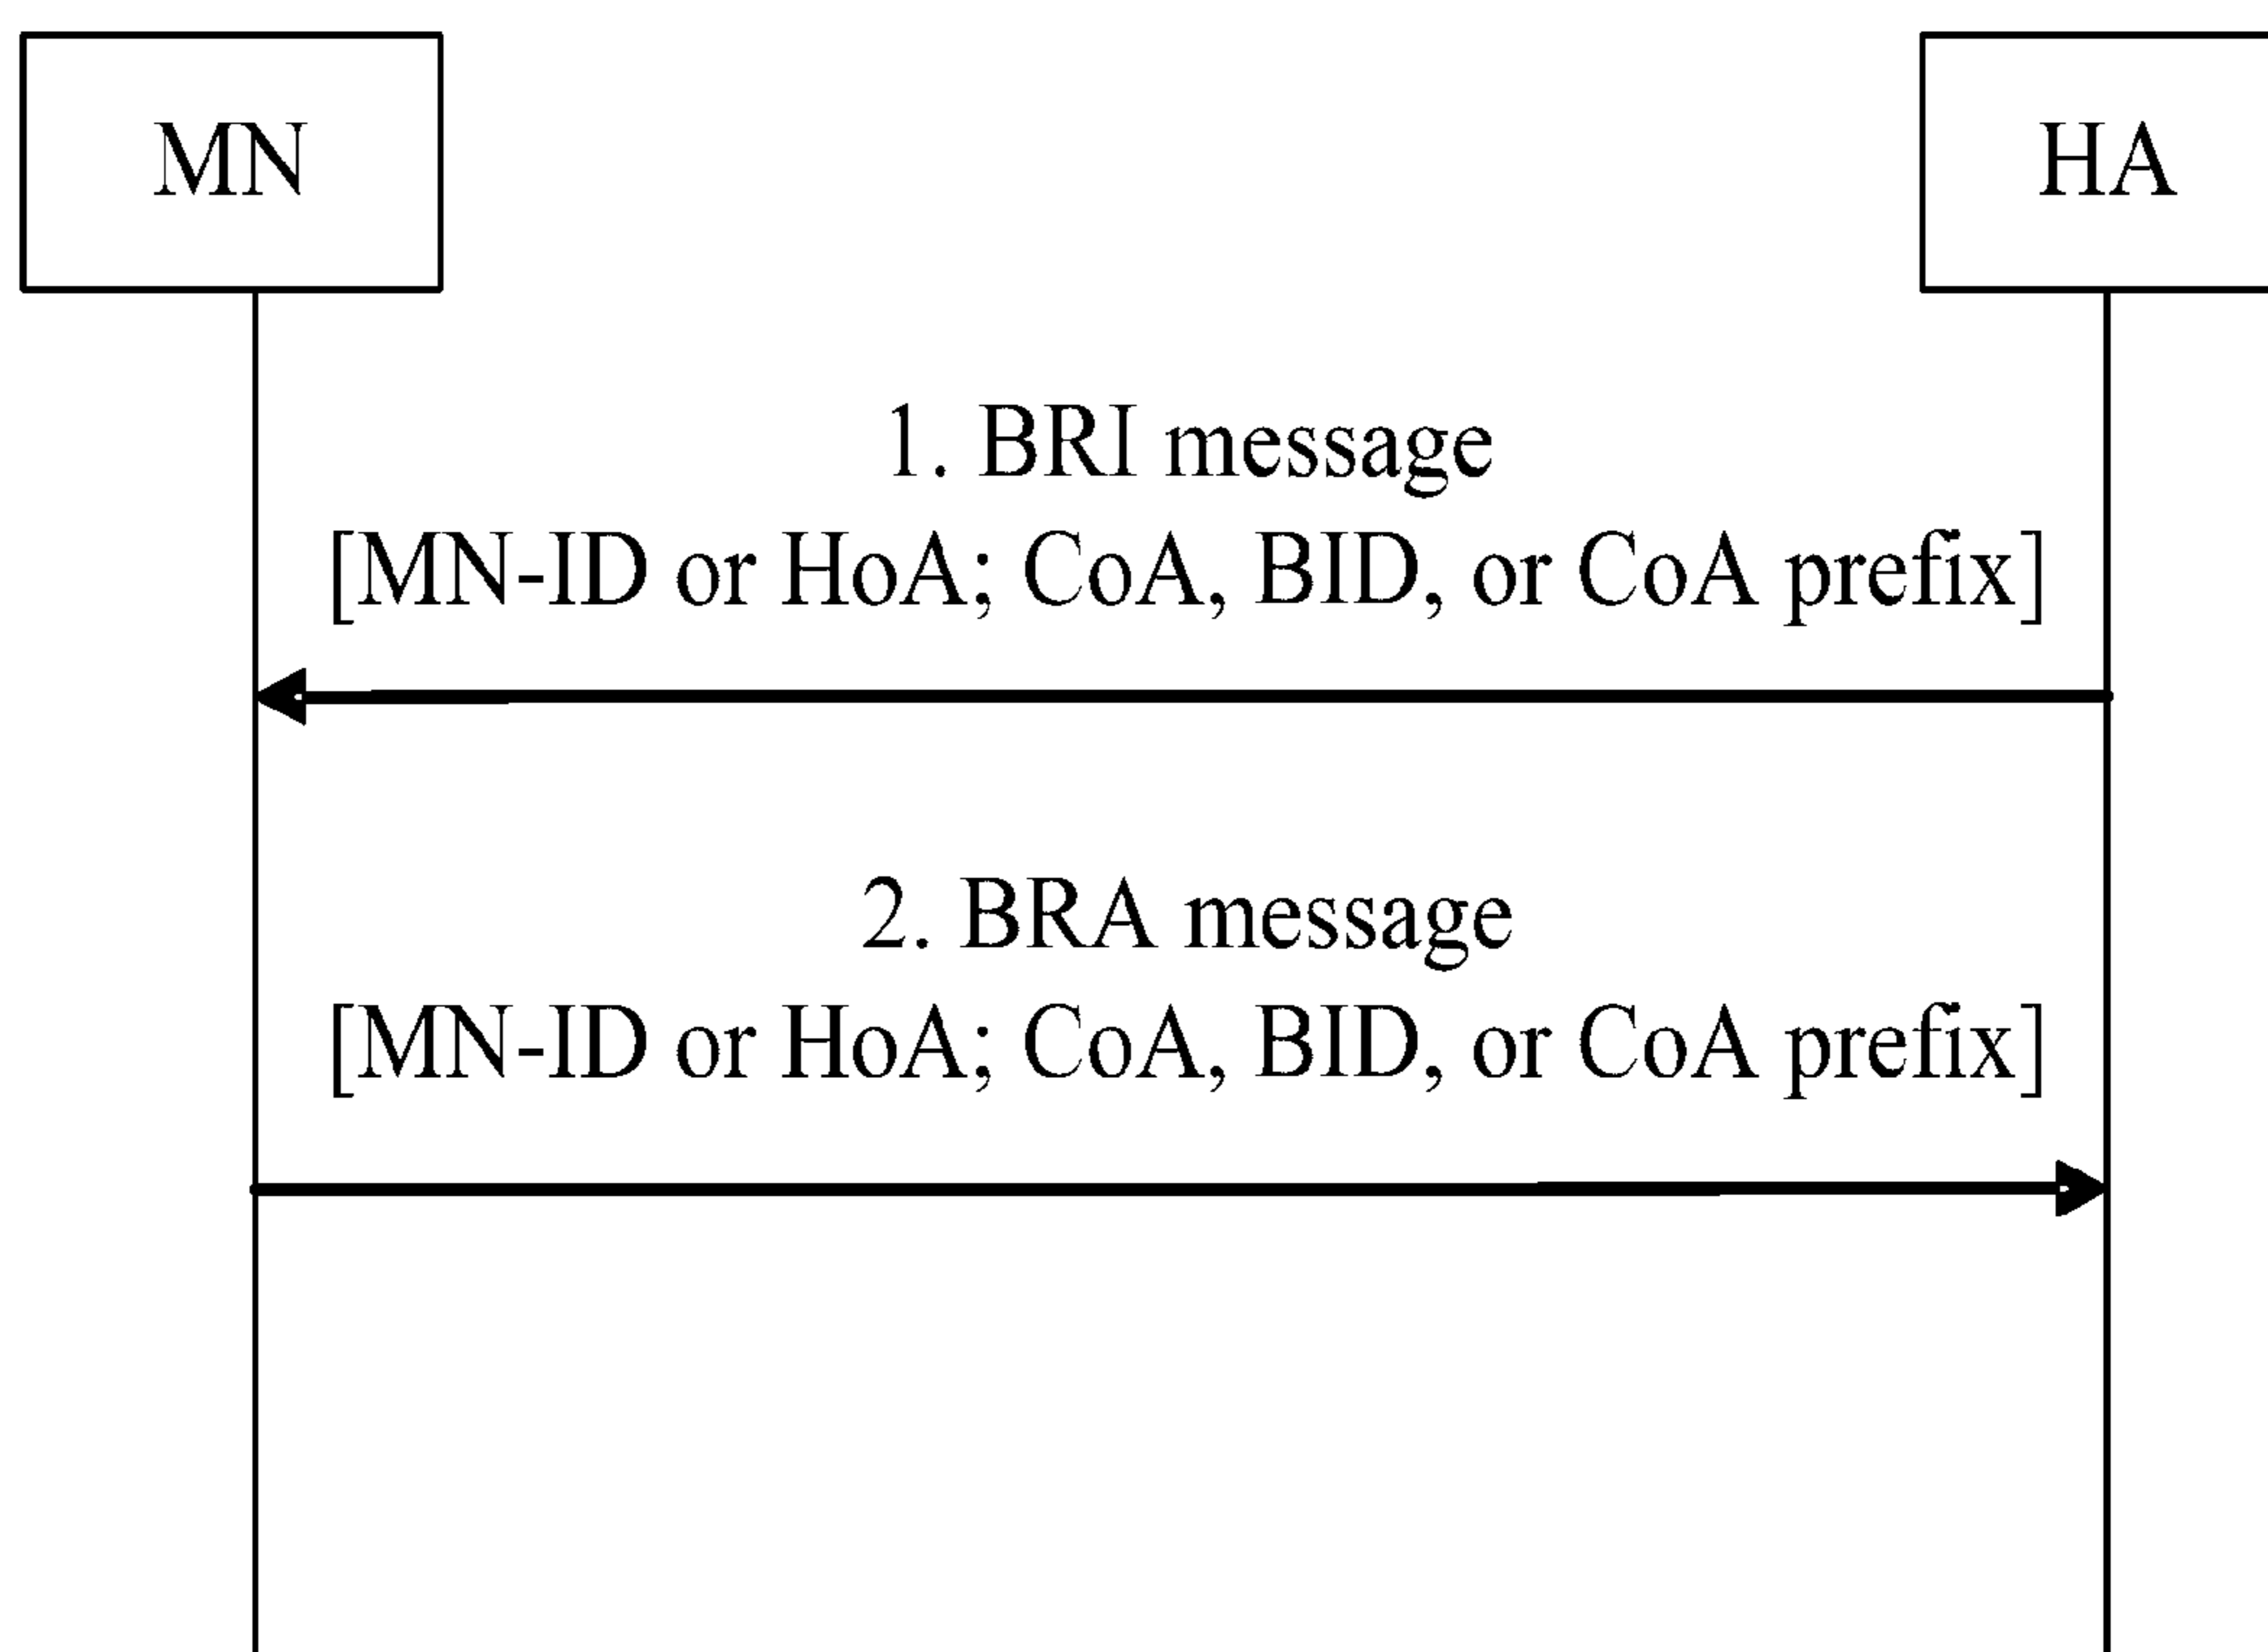 MN
HA
1. BRI message
[MN-ID or HoA; CoA, BID, or CoA prefix]
2. BRA message
[MN-ID or HoA; CoA, BID, or CoA prefix]